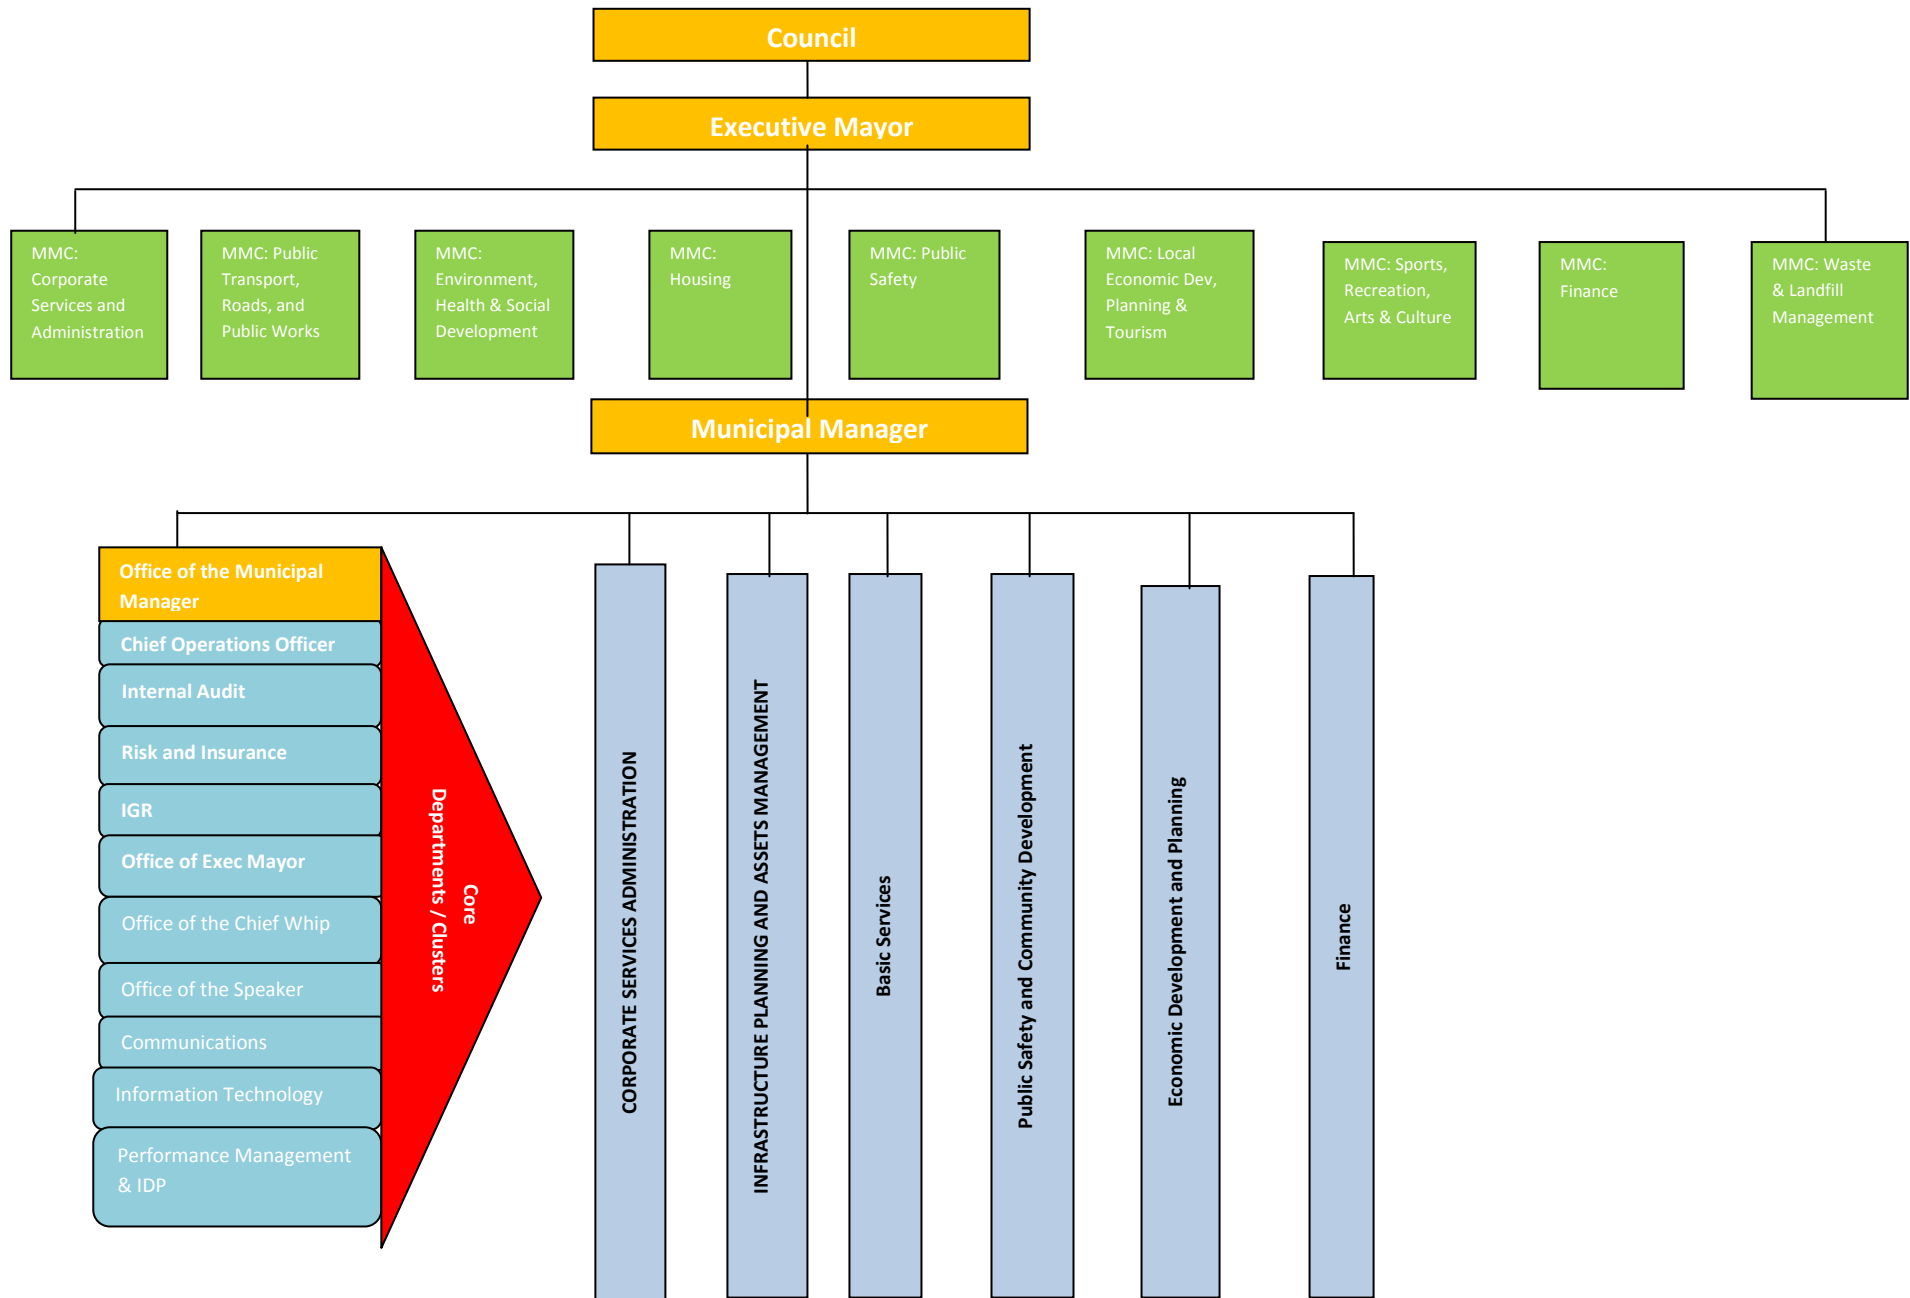 Council
Executive Mayor
MMC:
Corporate
Services and
Administration
MMC: Public
Transport,
Roads, and
Public Works
MMC:
Environment,
Health & Social
Development
MMC:
Housing
MMC: Public
Safety
MMC: Local
Economic Dev,
Planning &
Tourism
MMC: Sports,
Recreation,
Arts & Culture
MMC:
Finance
MMC: Waste
& Landfill
Management
Municipal Manager
Office of the Municipal
Manager
Chief Operations Officer
Internal Audit
Risk and Insurance
IGR
Office of Exec Mayor
Office of the Chief Whip
Office of the Speaker
Communications
Information Technology
Performance Management
& IDP
Core
Departments / Clusters
CORPORATE SERVICES ADMINISTRATION
INFRASTRUCTURE PLANNING AND ASSETS MANAGEMENT
Basic Services
Public Safety and Community Development
Economic Development and Planning
Finance